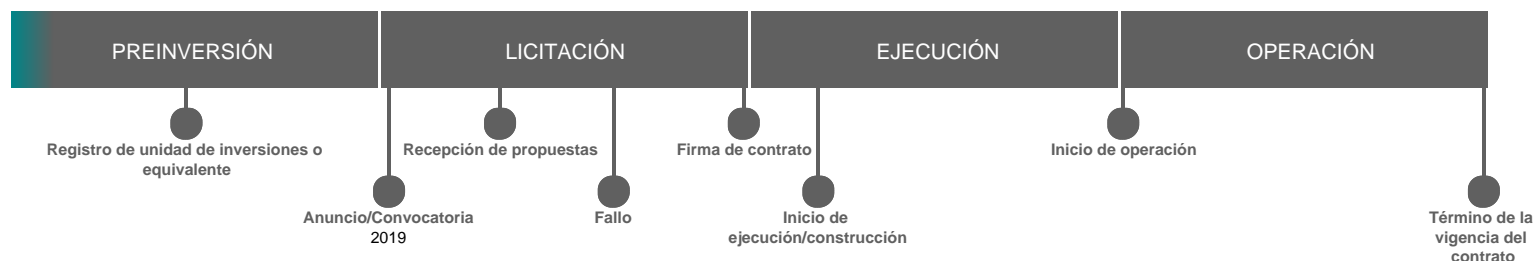 PREINVERSIÓN
LICITACIÓN
EJECUCIÓN
OPERACIÓN
Registro de unidad de inversiones o
equivalente
Anuncio/Convocatoria
2019
Recepción de propuestas
Fallo
Firma de contrato
Inicio de
ejecución/construcción
Inicio de operación
Término de la
vigencia del
contrato